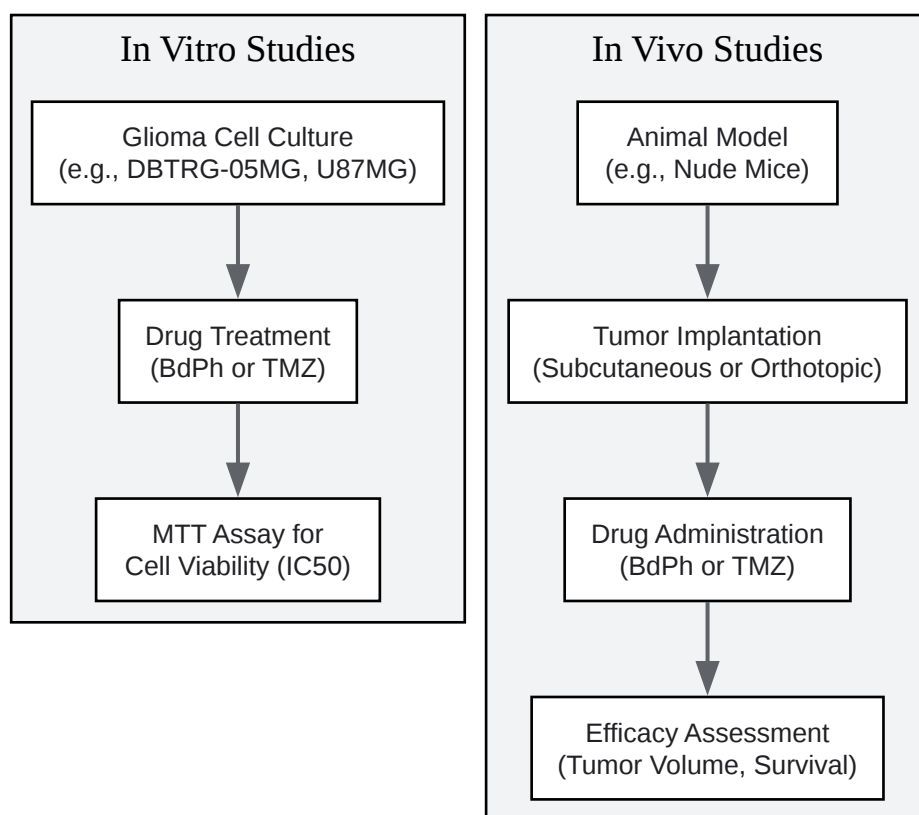 In Vitro Studies
Glioma Cell Culture
(e.g., DBTRG-05MG, U87MG)
Drug Treatment
(BdPh or TMZ)
MTT Assay for
Cell Viability (IC50)
In Vivo Studies
Animal Model
(e.g., Nude Mice)
Tumor Implantation
(Subcutaneous or Orthotopic)
Drug Administration
(BdPh or TMZ)
Efficacy Assessment
(Tumor Volume, Survival)